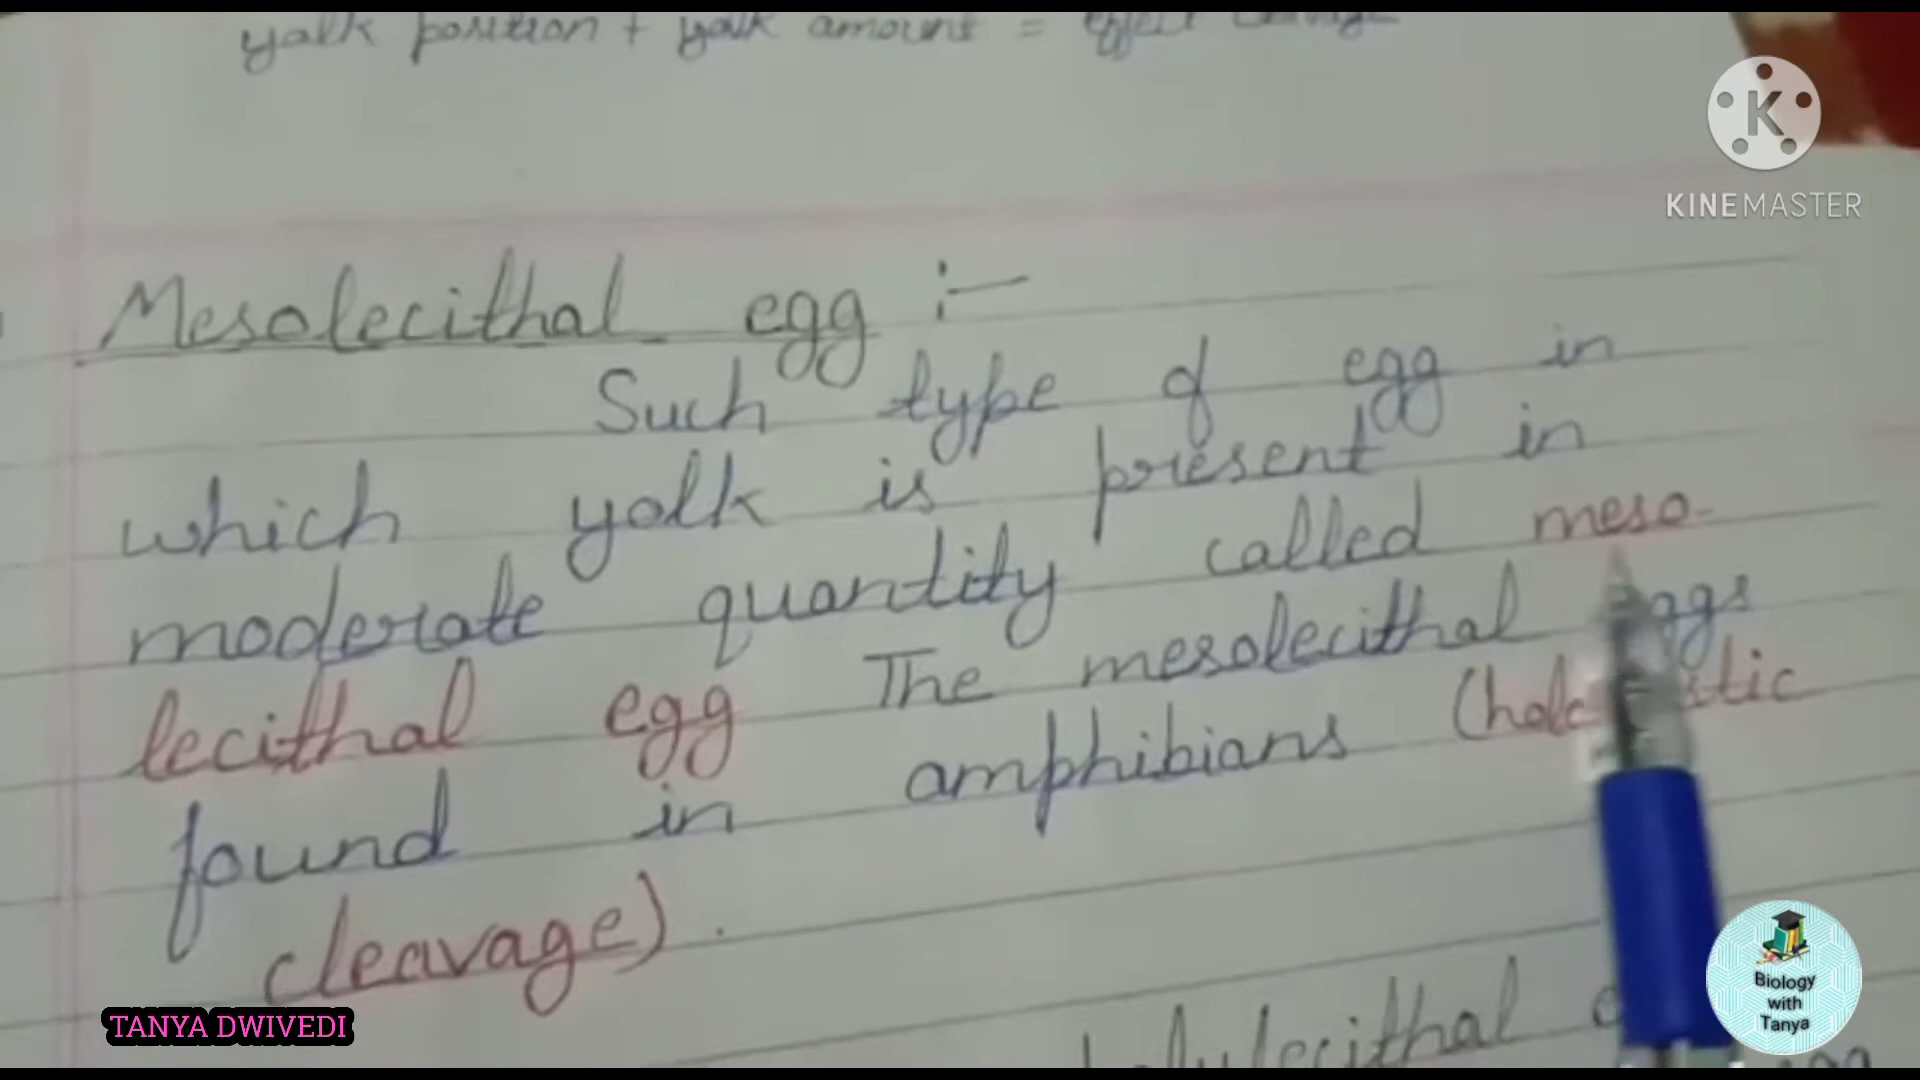 yolk position + yolk amount = effect cleavage
KINEMASTER
Mesolecithal egg :-
Such type of egg in
which yolk is present in
moderate quantity called meso-
lecithal egg The mesolecithal eggs
found in amphibians (holo
cleavage).
TANYA DWIVEDI
Biology
with
Tanya